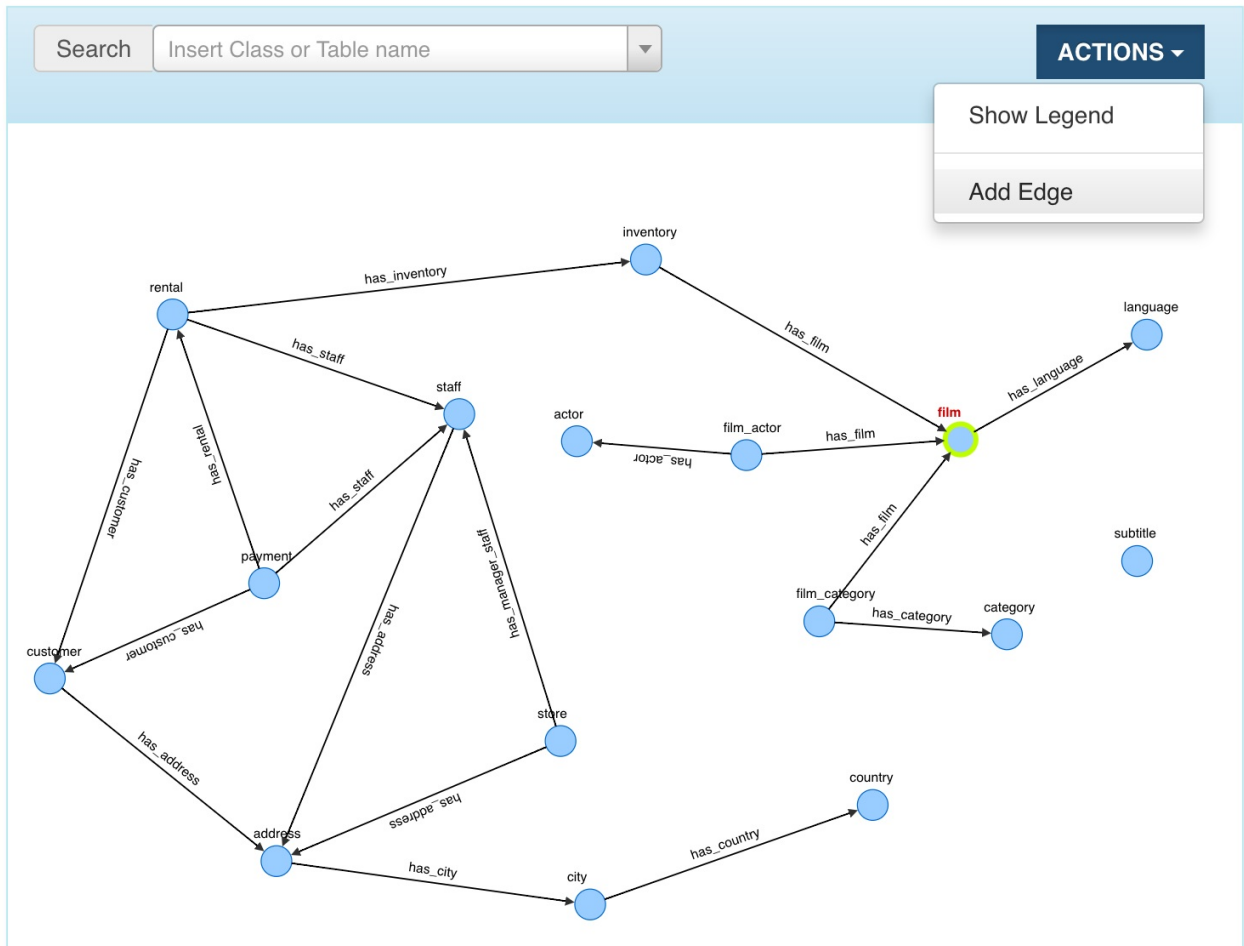 Search
Insert Class or Table name
ACTIONS
Show Legend
Add Edge
inventory
has_inventory
rental
language
has_film
has_staff
has_language
staff
actor
film_actor
film
has_film
has_actor
has_rental
has_customer
has_staff
has_film
subtitle
payment
has_manager_staff
film_category
category
has_category
has_customer
has_address
customer
store
has_address
country
has_address
address
has_country
has_city
city